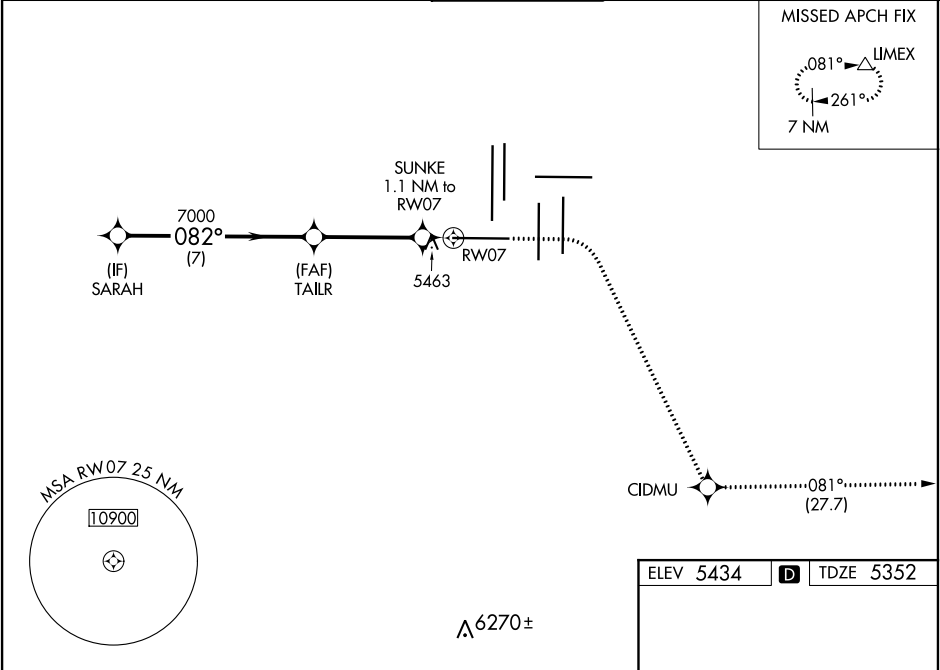 MISSED APCH FIX
LIMEX
081°
261°
7 NM
SUNKE
1.1 NM to
RW07
7000
082°
(7)
(IF)
SARAH
(FAF)
TAILR
5463
RW07
MSA RW07 25 NM
10900
CIDMU
081°
(27.7)
ELEV 5434 D TDZE 5352
6270±